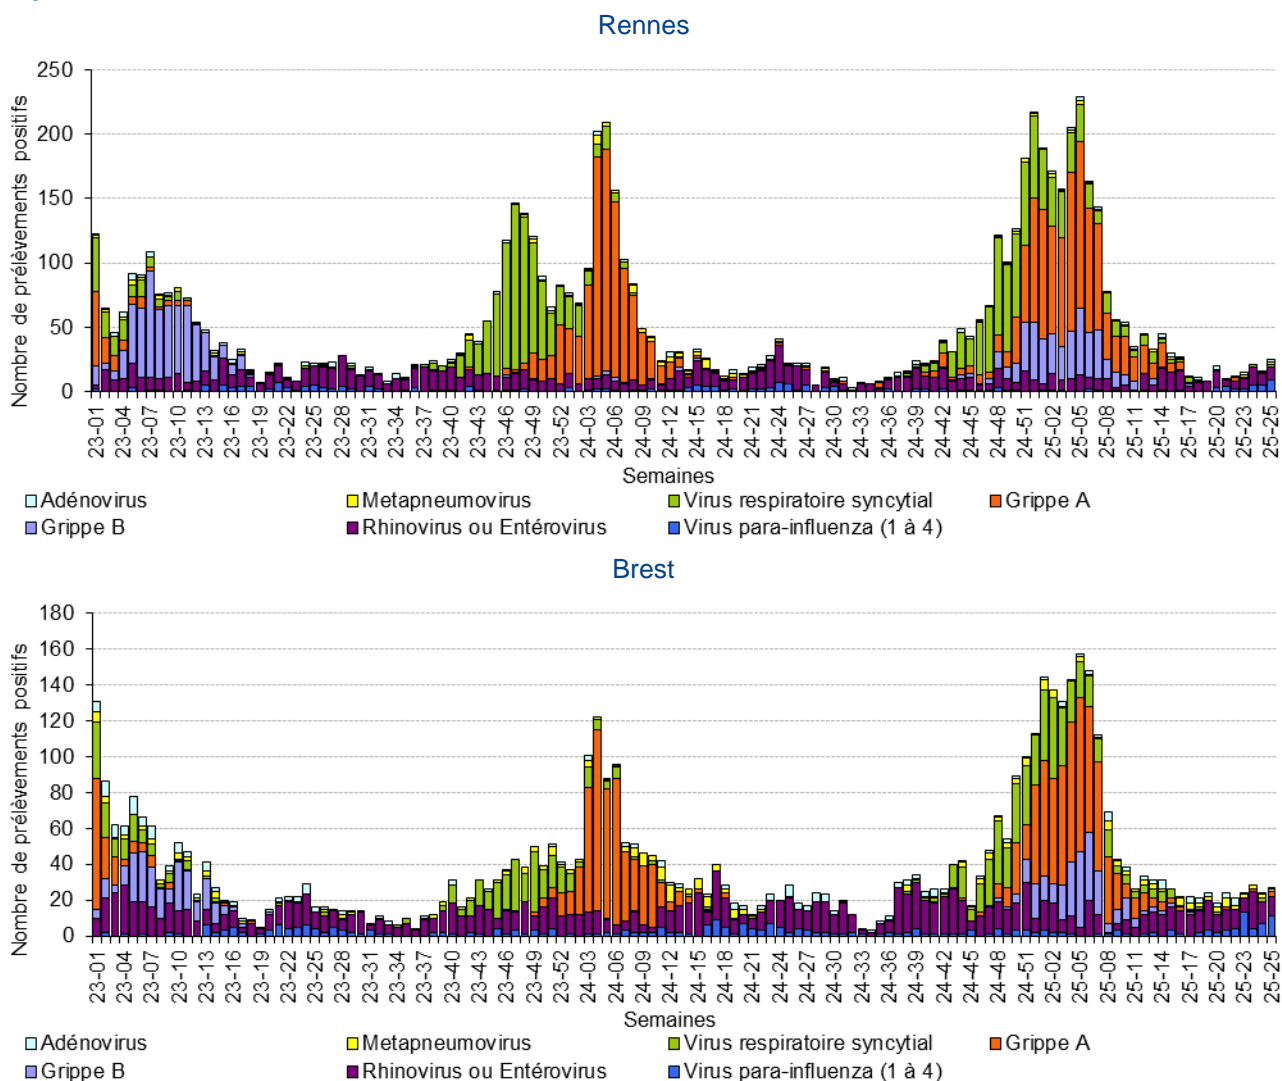 Rennes
Nombre de prélèvements positifs
250
200
150
100
50
0
23-01 23-04 23-07 23-10 23-13 23-16 23-19 23-22 23-25 23-28 23-31 23-34 23-37 23-40 23-43 23-46 23-49 23-52 24-03 24-06 24-09 24-12 24-15 24-18 24-21 24-24 24-27 24-30 24-33 24-36 24-39 24-42 24-45 24-48 24-51 25-02 25-05 25-08 25-11 25-14 25-17 25-20 25-23 25-25
Semaines
Adénovirus Metapneumovirus Virus respiratoire syncytial Grippe A
Grippe B Rhinovirus ou Entérovirus Virus para-influenza (1 à 4)
Brest
Nombre de prélèvements positifs
180
160
140
120
100
80
60
40
20
0
23-01 23-04 23-07 23-10 23-13 23-16 23-19 23-22 23-25 23-28 23-31 23-34 23-37 23-40 23-43 23-46 23-49 23-52 24-03 24-06 24-09 24-12 24-15 24-18 24-21 24-24 24-27 24-30 24-33 24-36 24-39 24-42 24-45 24-48 24-51 25-02 25-05 25-08 25-11 25-14 25-17 25-20 25-23 25-25
Semaines
Adénovirus Metapneumovirus Virus respiratoire syncytial Grippe A
Grippe B Rhinovirus ou Entérovirus Virus para-influenza (1 à 4)